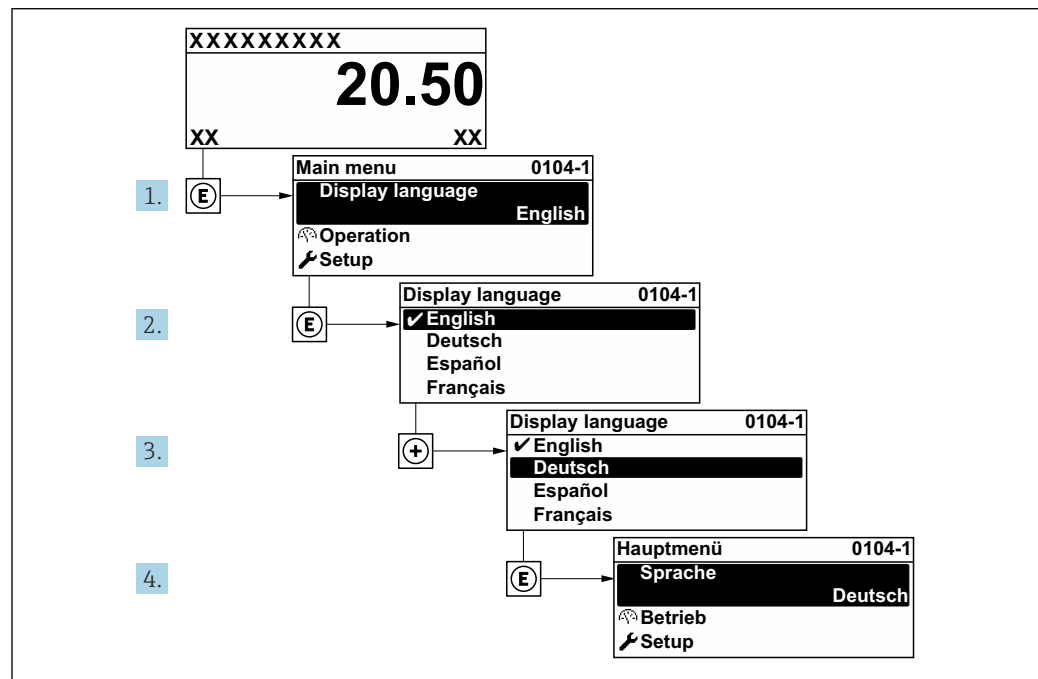 XXXXXXXXX
20.50
XX XX
1. E
Main menu 0104-1
Display language
English
Operation
Setup
2. E
Display language 0104-1
✔ English
Deutsch
Español
Français
3. +
Display language 0104-1
✔ English
Deutsch
Español
Français
4. E
Hauptmenü 0104-1
Sprache
Deutsch
Betrieb
Setup